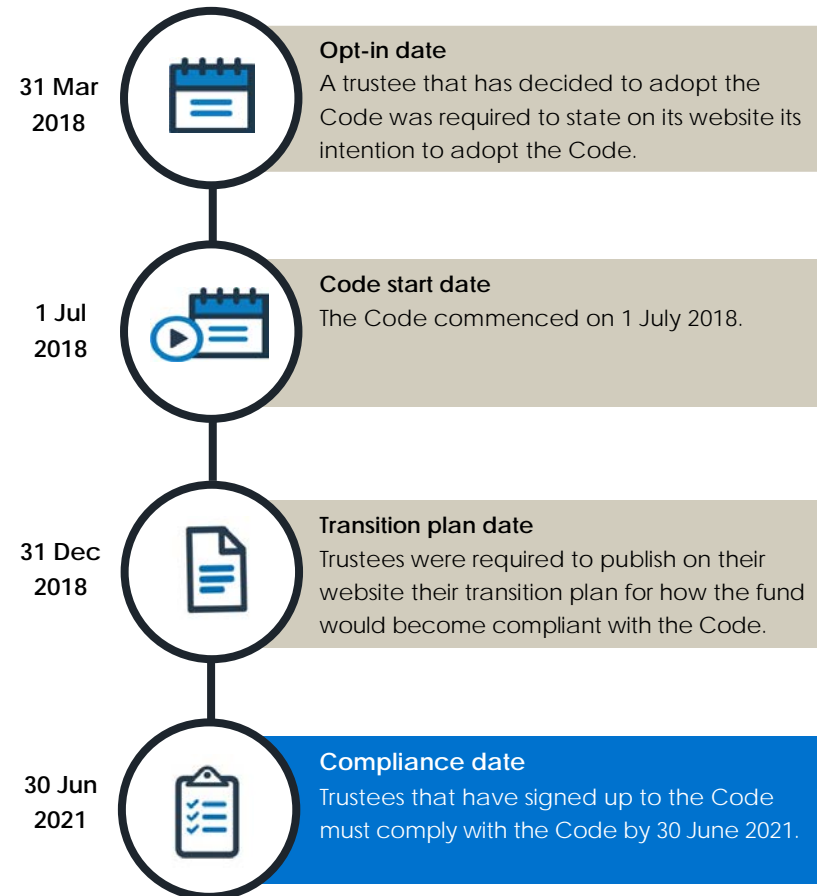 31 Mar
2018
Opt-in date
A trustee that has decided to adopt the
Code was required to state on its website its
intention to adopt the Code.
1 Jul
2018
Code start date
The Code commenced on 1 July 2018.
31 Dec
2018
Transition plan date
Trustees were required to publish on their
website their transition plan for how the fund
would become compliant with the Code.
30 Jun
2021
Compliance date
Trustees that have signed up to the Code
must comply with the Code by 30 June 2021.